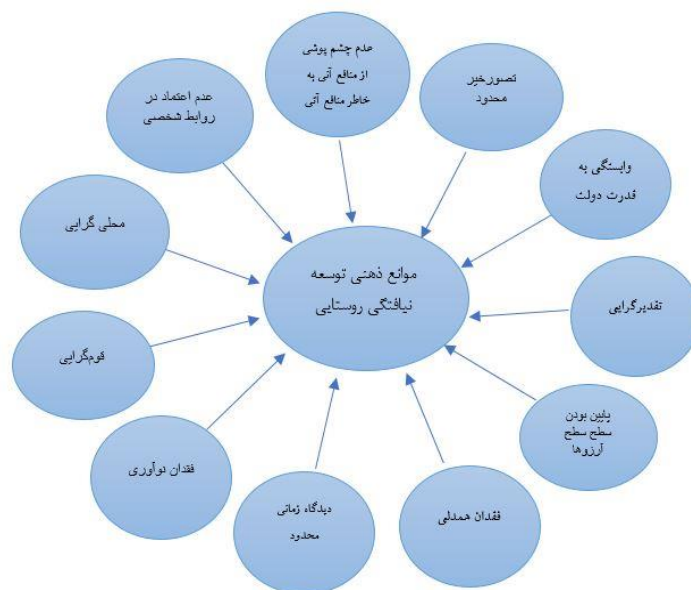 عدم چشم پوشی
از منافع آنی به
خاطر منافع آتی
تصورخیر
محدود
وابستگی به
قدرت دولت
تقدیرگرایی
پایین بودن
سطح سطح
آرزوها
فقدان همدلی
دیدگاه زمانی
محدود
فقدان نوآوری
قوم‌گرایی
محلی گرایی
عدم اعتماد در
روابط شخصی
موانع ذهنی توسعه
نیافتگی روستایی